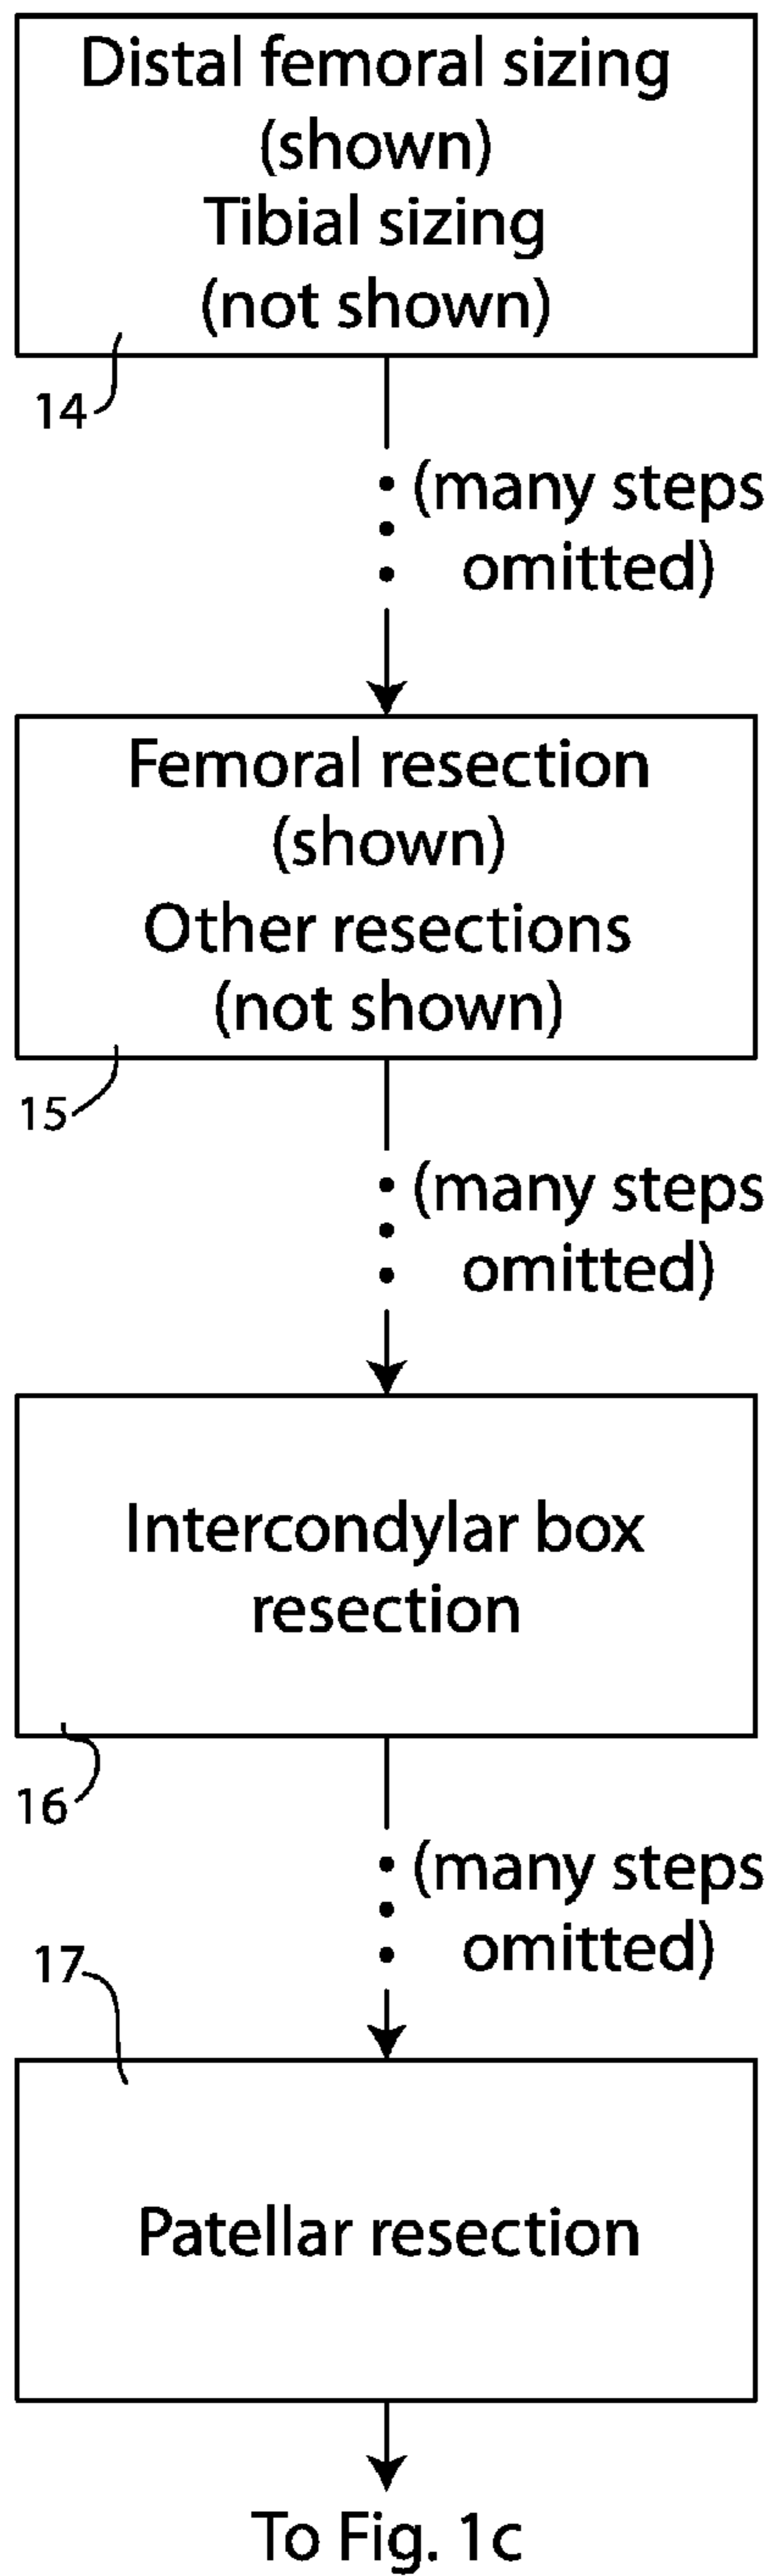 Distal femoral sizing
(shown)
Tibial sizing
(not shown)
14
(many steps
omitted)
Femoral resection
(shown)
Other resections
(not shown)
15
(many steps
omitted)
Intercondylar box
resection
16
(many steps
omitted)
17
Patellar resection
To Fig. 1c